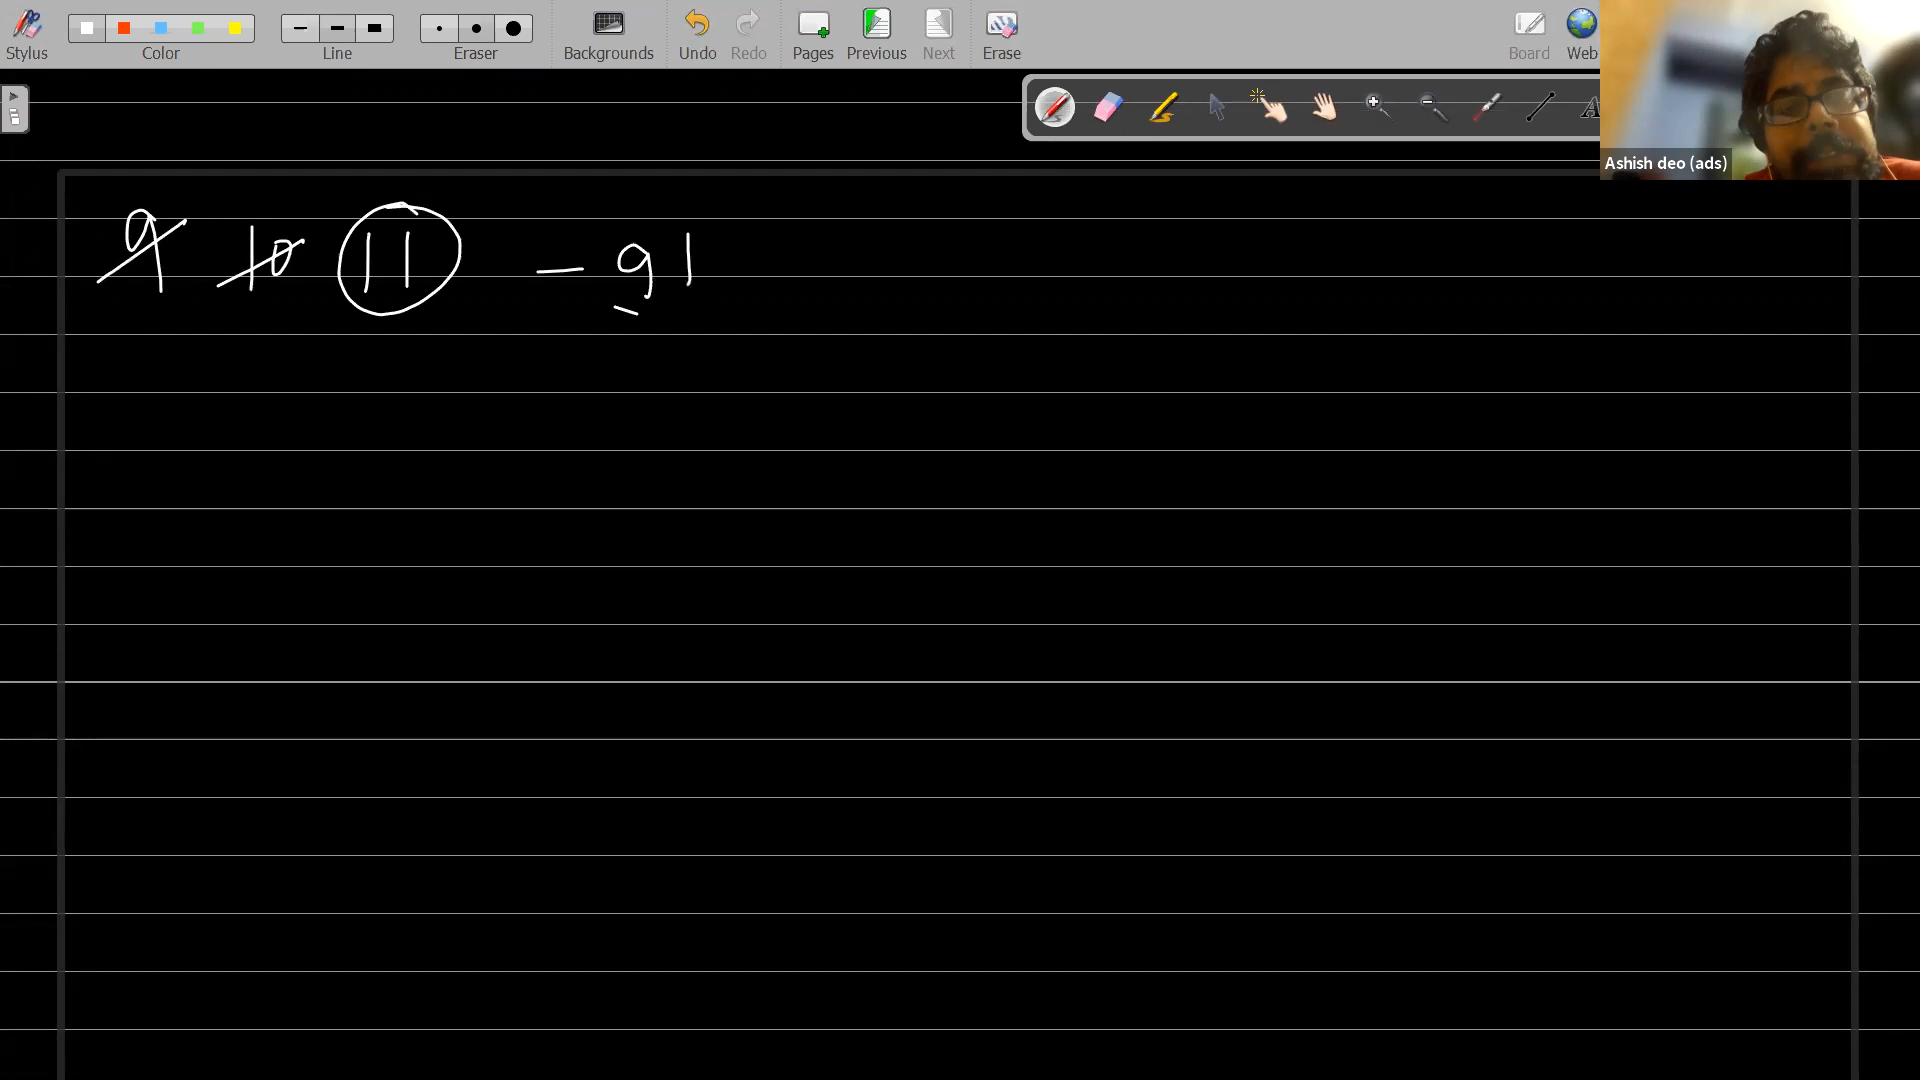 Stylus Color Line Eraser Backgrounds Undo Redo Pages Previous Next Erase Board Web
A
Ashish deo (ads)
9 10 11 - 91